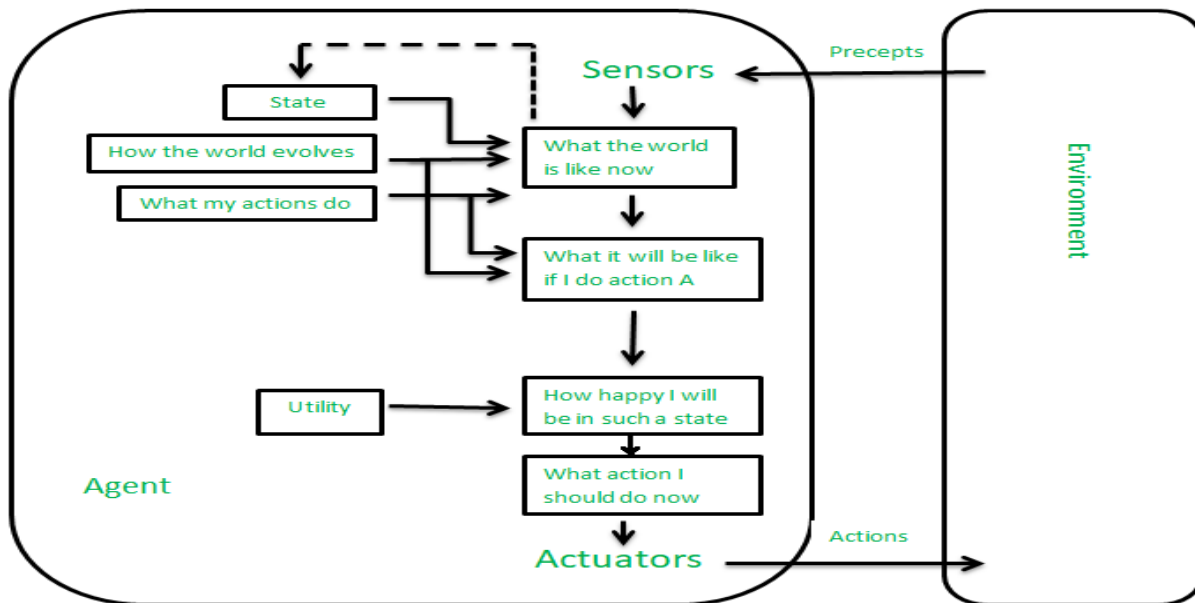 Precepts
Sensors
State
How the world evolves
What my actions do
What the world
is like now
What it will be like
if I do action A
Utility
How happy I will
be in such a state
What action I
should do now
Agent
Actuators
Actions
Environment